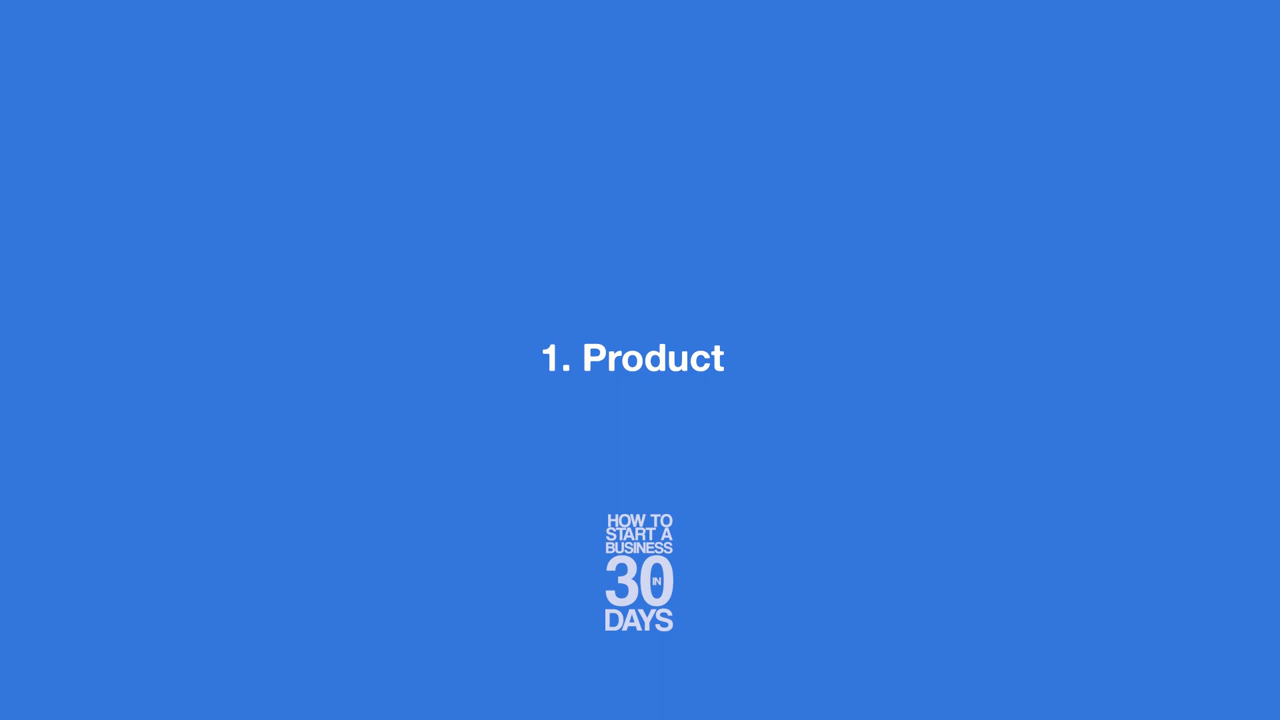 1. Product
HOW TO
START A
BUSINESS
30
IN
DAYS